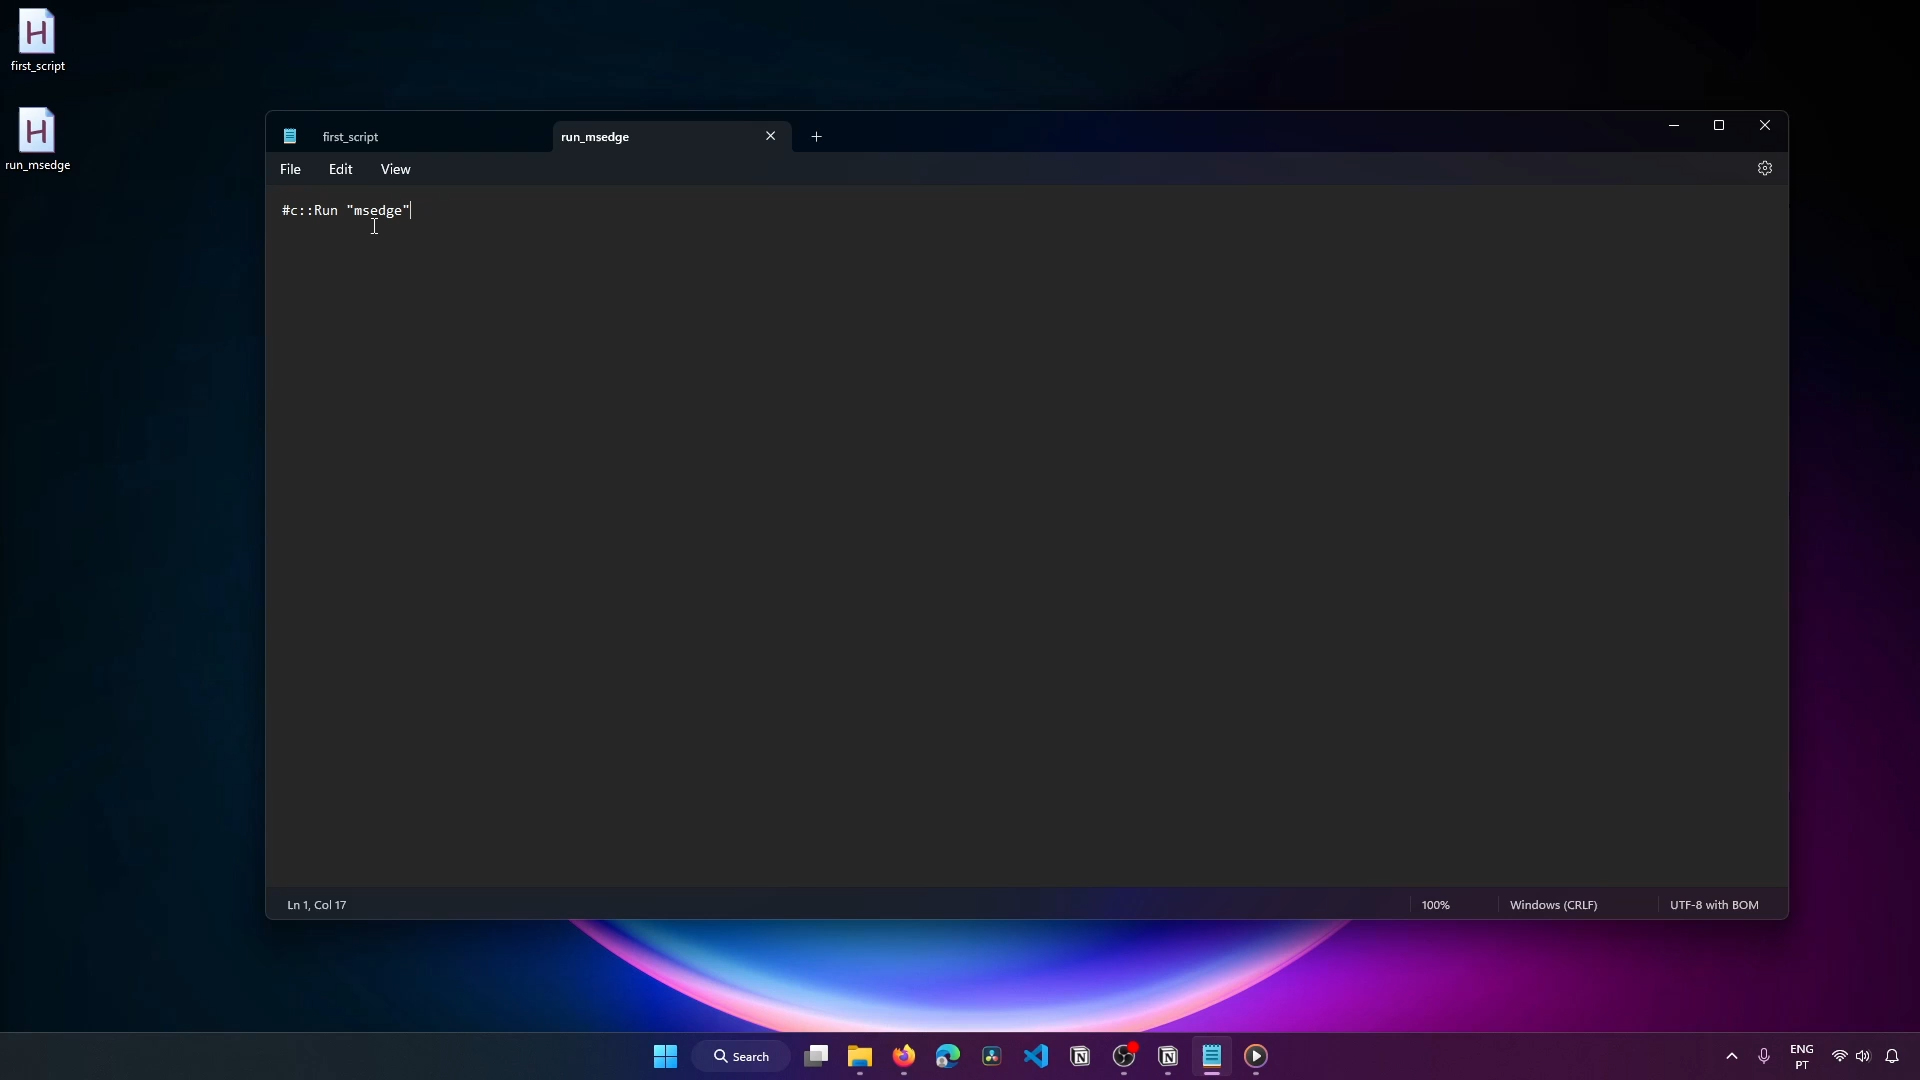 first_script
run_msedge
first_script
run_msedge
File
Edit
View
#c::Run "msedge"
Ln 1, Col 17
100%
Windows (CRLF)
UTF-8 with BOM
Search
ENG
PT